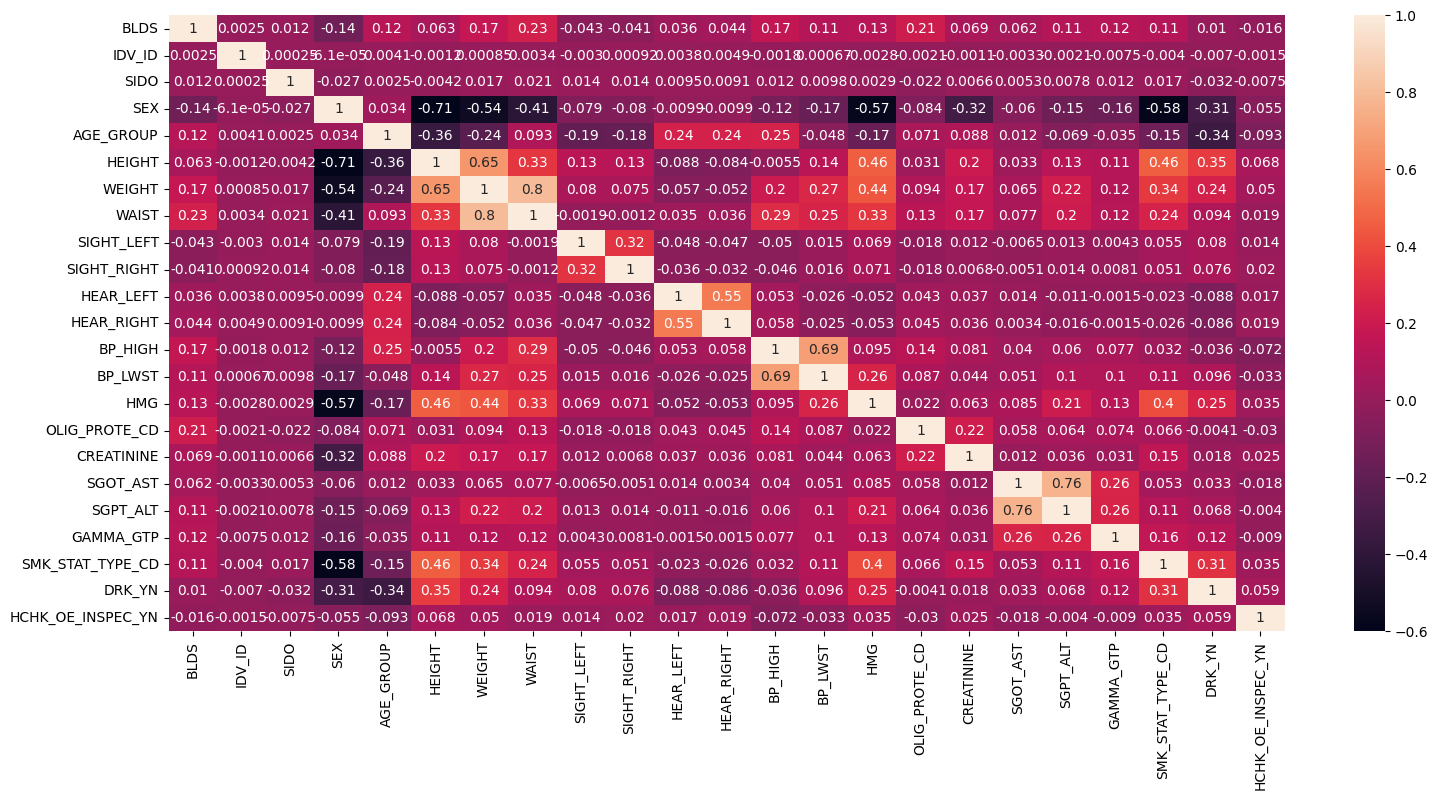 BLDS 1 0.0025 0.012 -0.14 0.12 0.063 0.17 0.23 -0.043 -0.041 0.036 0.044 0.17 0.11 0.13 0.21 0.069 0.062 0.11 0.12 0.11 0.01 -0.016
IDV_ID 0.0025 1 0.00025 -6.1e-05 0.0041 -0.0012 0.00085 0.0034 -0.003 0.00092 0.0038 0.0049 -0.0018 0.00067 -0.0028 -0.0021 -0.0011 -0.0033 -0.0021 -0.0075 -0.004 -0.007 -0.0015
SIDO 0.012 0.00025 1 -0.027 0.0025 -0.0042 0.017 0.021 0.014 0.014 0.0095 0.0091 0.012 0.0098 0.0029 -0.022 0.0066 0.0053 0.0078 0.012 0.017 -0.032 -0.0075
SEX -0.14 -6.1e-05 -0.027 1 0.034 -0.71 -0.54 -0.41 -0.079 -0.08 -0.0099 -0.0099 -0.12 -0.17 -0.57 -0.084 -0.32 -0.06 -0.15 -0.16 -0.58 -0.31 -0.055
AGE_GROUP 0.12 0.0041 0.0025 0.034 1 -0.36 -0.24 0.093 -0.19 -0.18 0.24 0.24 0.25 -0.048 -0.17 0.071 0.088 0.012 -0.069 -0.035 -0.15 -0.34 -0.093
HEIGHT 0.063 -0.0012 -0.0042 -0.71 -0.36 1 0.65 0.33 0.13 0.13 -0.088 -0.084 -0.0055 0.14 0.46 0.031 0.2 0.033 0.13 0.11 0.46 0.35 0.068
WEIGHT 0.17 0.00085 0.017 -0.54 -0.24 0.65 1 0.8 0.08 0.075 -0.057 -0.052 0.2 0.27 0.44 0.094 0.17 0.065 0.22 0.12 0.34 0.24 0.05
WAIST 0.23 0.0034 0.021 -0.41 0.093 0.33 0.8 1 -0.0019 -0.0012 0.035 0.036 0.29 0.25 0.33 0.13 0.17 0.077 0.2 0.12 0.24 0.094 0.019
SIGHT_LEFT -0.043 -0.003 0.014 -0.079 -0.19 0.13 0.08 -0.0019 1 0.32 -0.048 -0.047 -0.05 0.015 0.069 -0.018 0.012 -0.0065 0.013 0.0043 0.055 0.08 0.014
SIGHT_RIGHT -0.041 0.00092 0.014 -0.08 -0.18 0.13 0.075 -0.0012 0.32 1 -0.036 -0.032 -0.046 0.016 0.071 -0.018 0.0068 -0.0051 0.014 0.0081 0.051 0.076 0.02
HEAR_LEFT 0.036 0.0038 0.0095 -0.0099 0.24 -0.088 -0.057 0.035 -0.048 -0.036 1 0.55 0.053 -0.026 -0.052 0.043 0.037 0.014 -0.011 -0.0015 -0.023 -0.088 0.017
HEAR_RIGHT 0.044 0.0049 0.0091 -0.0099 0.24 -0.084 -0.052 0.036 -0.047 -0.032 0.55 1 0.058 -0.025 -0.053 0.045 0.036 0.0034 -0.016 -0.0015 -0.026 -0.086 0.019
BP_HIGH 0.17 -0.0018 0.012 -0.12 0.25 -0.0055 0.2 0.29 -0.05 -0.046 0.053 0.058 1 0.69 0.095 0.14 0.081 0.04 0.06 0.077 0.032 -0.036 -0.072
BP_LWST 0.11 0.00067 0.0098 -0.17 -0.048 0.14 0.27 0.25 0.015 0.016 -0.026 -0.025 0.69 1 0.26 0.087 0.044 0.051 0.1 0.1 0.11 0.096 -0.033
HMG 0.13 -0.0028 0.0029 -0.57 -0.17 0.46 0.44 0.33 0.069 0.071 -0.052 -0.053 0.095 0.26 1 0.022 0.063 0.085 0.21 0.13 0.4 0.25 0.035
OLIG_PROTE_CD 0.21 -0.0021 -0.022 -0.084 0.071 0.031 0.094 0.13 -0.018 -0.018 0.043 0.045 0.14 0.087 0.022 1 0.22 0.058 0.064 0.074 0.066 -0.0041 -0.03
CREATININE 0.069 -0.0011 0.0066 -0.32 0.088 0.2 0.17 0.17 0.012 0.0068 0.037 0.036 0.081 0.044 0.063 0.22 1 0.012 0.036 0.031 0.15 0.018 0.025
SGOT_AST 0.062 -0.0033 0.0053 -0.06 0.012 0.033 0.065 0.077 -0.0065 -0.0051 0.014 0.0034 0.04 0.051 0.085 0.058 0.012 1 0.76 0.26 0.053 0.033 -0.018
SGPT_ALT 0.11 -0.0021 0.0078 -0.15 -0.069 0.13 0.22 0.2 0.013 0.014 -0.011 -0.016 0.06 0.1 0.21 0.064 0.036 0.76 1 0.26 0.11 0.068 -0.004
GAMMA_GTP 0.12 -0.0075 0.012 -0.16 -0.035 0.11 0.12 0.12 0.0043 0.0081 -0.0015 -0.0015 0.077 0.1 0.13 0.074 0.031 0.26 0.26 1 0.16 0.12 -0.009
SMK_STAT_TYPE_CD 0.11 -0.004 0.017 -0.58 -0.15 0.46 0.34 0.24 0.055 0.051 -0.023 -0.026 0.032 0.11 0.4 0.066 0.15 0.053 0.11 0.16 1 0.31 0.035
DRK_YN 0.01 -0.007 -0.032 -0.31 -0.34 0.35 0.24 0.094 0.08 0.076 -0.088 -0.086 -0.036 0.096 0.25 -0.0041 0.018 0.033 0.068 0.12 0.31 1 0.059
HCHK_OE_INSPEC_YN -0.016 -0.0015 -0.0075 -0.055 -0.093 0.068 0.05 0.019 0.014 0.02 0.017 0.019 -0.072 -0.033 0.035 -0.03 0.025 -0.018 -0.004 -0.009 0.035 0.059 1
BLDS IDV_ID SIDO SEX AGE_GROUP HEIGHT WEIGHT WAIST SIGHT_LEFT SIGHT_RIGHT HEAR_LEFT HEAR_RIGHT BP_HIGH BP_LWST HMG OLIG_PROTE_CD CREATININE SGOT_AST SGPT_ALT GAMMA_GTP SMK_STAT_TYPE_CD DRK_YN HCHK_OE_INSPEC_YN
1.0
0.8
0.6
0.4
0.2
0.0
−0.2
−0.4
−0.6